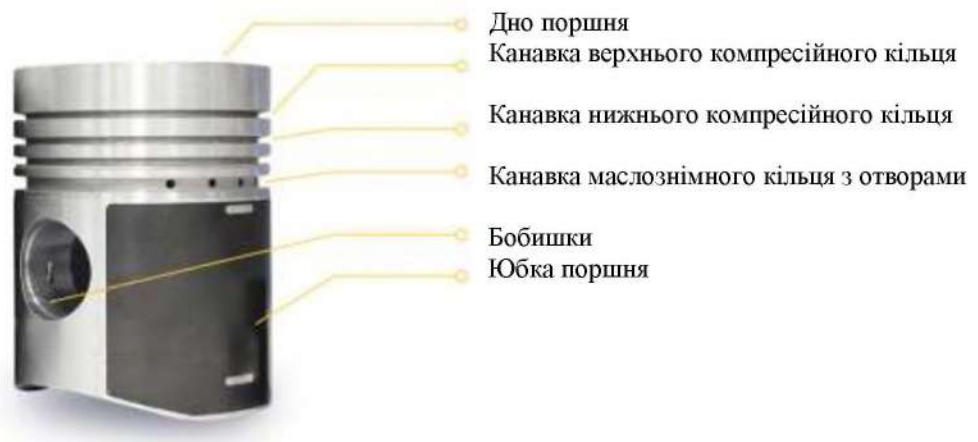 Дно поршня
Канавка верхнього компресійного кільця
Канавка нижнього компресійного кільця
Канавка маслознімного кільця з отворами
Бобишки
Юбка поршня